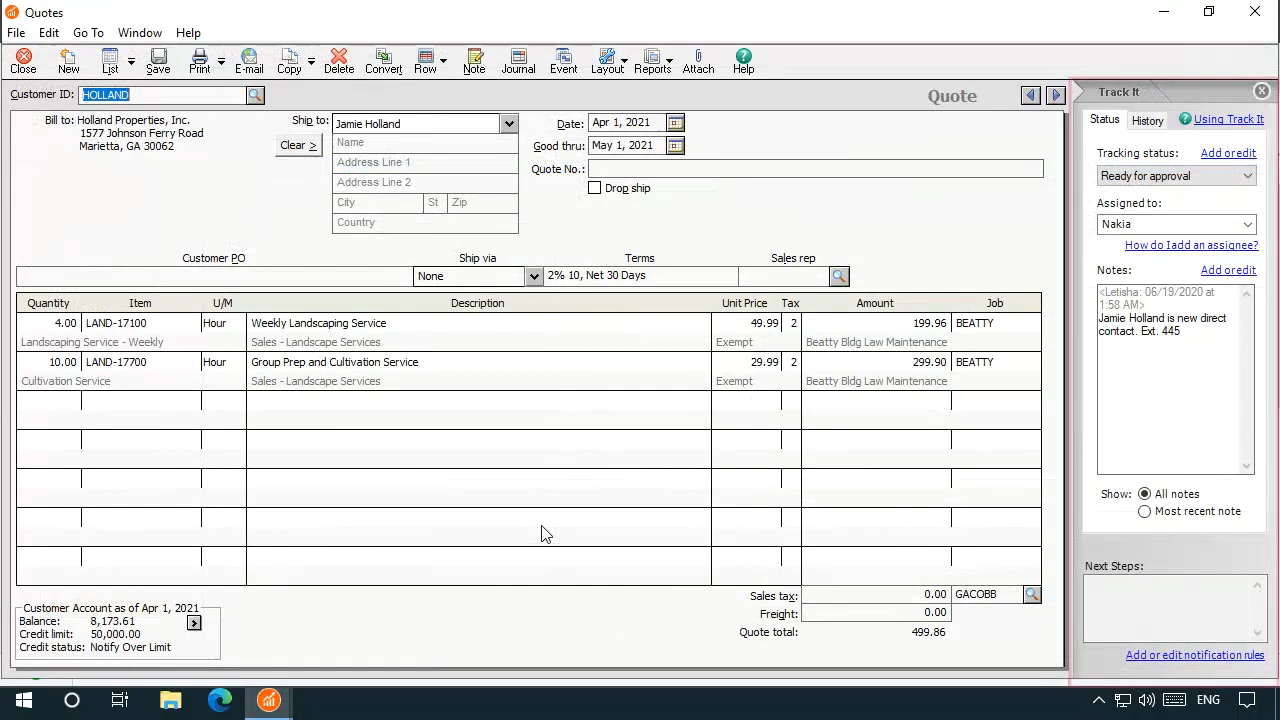 Quotes
File Edit Go To Window Help
Close New List Save Print E-mail Copy Delete Convert Row Note Journal Event Layout Reports Attach Help
Customer ID: HOLLAND
Quote
Bill to: Holland Properties, Inc.
1577 Johnson Ferry Road
Marietta, GA 30062
Ship to: Jamie Holland
Clear >
Name
Address Line 1
Address Line 2
City St Zip
Country
Date: Apr 1, 2021
Good thru: May 1, 2021
Quote No.:
Drop ship
Customer PO Ship via Terms Sales rep
None 2% 10, Net 30 Days
Quantity Item U/M Description Unit Price Tax Amount Job
4.00 LAND-17100 Hour Weekly Landscaping Service 49.99 2 199.96 BEATTY
Landscaping Service - Weekly Sales - Landscape Services Exempt Beatty Bldg Law Maintenance
10.00 LAND-17700 Hour Group Prep and Cultivation Service 29.99 2 299.90 BEATTY
Cultivation Service Sales - Landscape Services Exempt Beatty Bldg Law Maintenance
Sales tax: 0.00 GACOBB
Freight: 0.00
Quote total: 499.86
Customer Account as of Apr 1, 2021
Balance: 8,173.61
Credit limit: 50,000.00
Credit status: Notify Over Limit
Track It
Status History ? Using Track It
Tracking status: Add or edit
Ready for approval
Assigned to:
Nakia
How do I add an assignee?
Notes: Add or edit
<Letisha: 06/19/2020 at
1:58 AM>
Jamie Holland is new direct
contact. Ext. 445
Show: All notes
Most recent note
Next Steps:
Add or edit notification rules
ENG